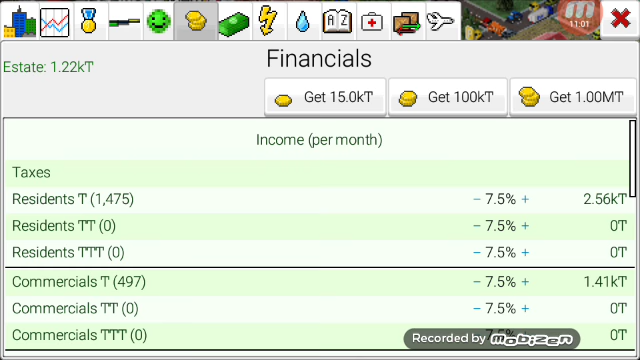 11:01
Financials
Estate: 1.22kT
Get 15.0kT
Get 100kT
Get 1.00MT
Income (per month)
Taxes
Residents T (1,475) − 7.5% + 2.56kT
Residents TT (0) − 7.5% + 0T
Residents TTT (0) − 7.5% + 0T
Commercials T (497) − 7.5% + 1.41kT
Commercials TT (0) − 7.5% + 0T
Commercials TTT (0) − 7.5% + 0T
Recorded by mobizen